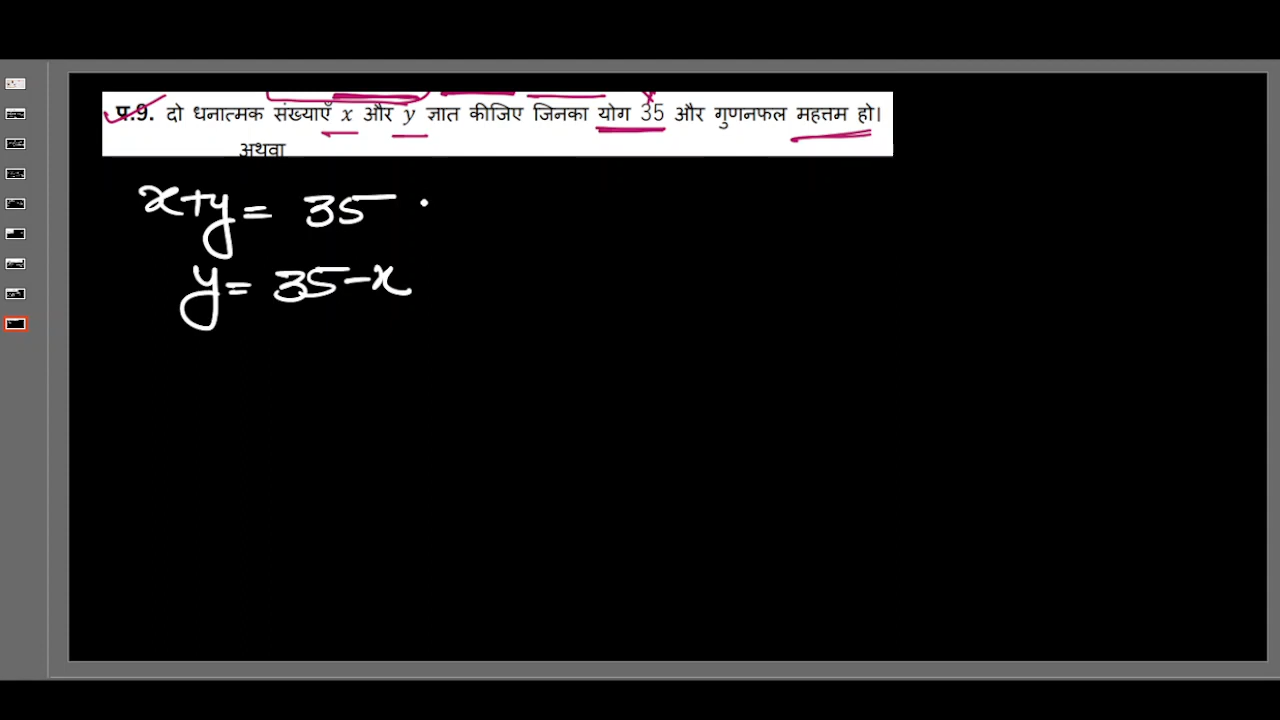 प्र.9. दो धनात्मक संख्याएँ x और y ज्ञात कीजिए जिनका योग 35 और गुणनफल महत्तम हो।
अथवा
x+y = 35
y = 35-x